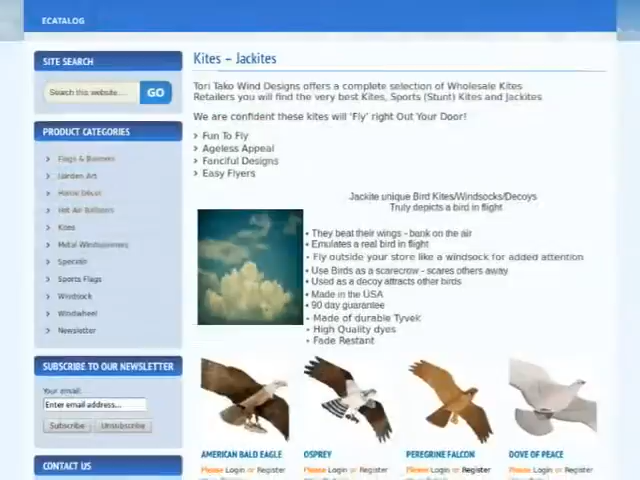 ECATALOG
SITE SEARCH
Search this website...
GO
PRODUCT CATEGORIES
Flags & Banners
Garden Art
Home Decor
Hot Air Balloons
Kites
Metal Windspinners
Specials
Sports Flags
Windsock
Windwheel
Newsletter
SUBSCRIBE TO OUR NEWSLETTER
Your email:
Enter email address...
Subscribe Unsubscribe
CONTACT US
Kites – Jackites
Tori Tako Wind Designs offers a complete selection of Wholesale Kites
Retailers you will find the very best Kites, Sports (Stunt) Kites and Jackites
We are confident these kites will 'Fly' right Out Your Door!
Fun To Fly
Ageless Appeal
Fanciful Designs
Easy Flyers
Jackite unique Bird Kites/Windsocks/Decoys
Truly depicts a bird in flight
• They beat their wings - bank on the air
• Emulates a real bird in flight
• Fly outside your store like a windsock for added attention
• Use Birds as a scarecrow - scares others away
• Used as a decoy attracts other birds
• Made in the USA
• 90 day guarantee
• Made of durable Tyvek
• High Quality dyes
• Fade Restant
AMERICAN BALD EAGLE
Please Login or Register
OSPREY
Please Login or Register
PEREGRINE FALCON
Please Login or Register
DOVE OF PEACE
Please Login or Register